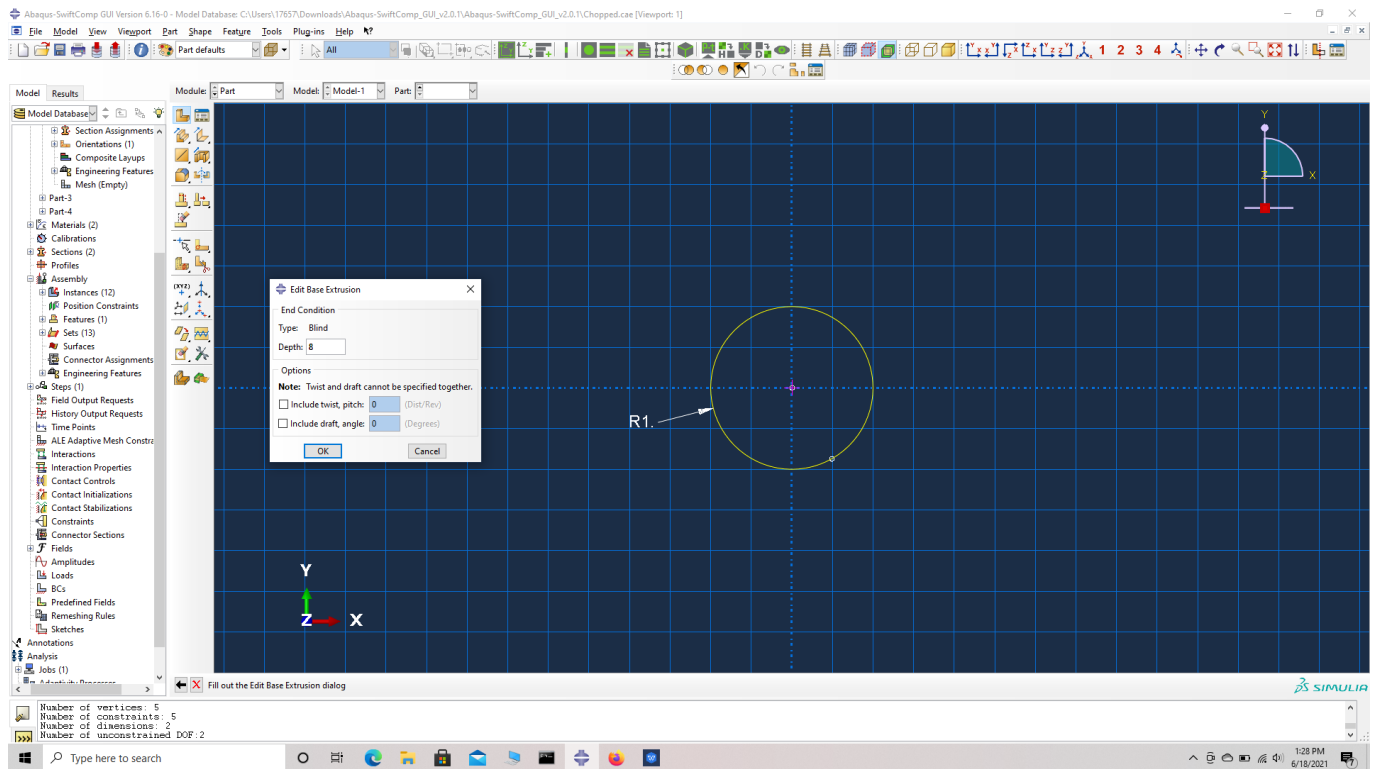 Abaqus-SwiftComp GUI Version 6.16-0 - Model Database: C:\Users\17657\Downloads\Abaqus-SwiftComp_GUI_v2.0.1\Abaqus-SwiftComp_GUI_v2.0.1\Chopped.cae [Viewport: 1]
File Model View Viewport Part Shape Feature Tools Plug-ins Help
Part defaults All 1 2 3 4
Model Results Module: Part Model: Model-1 Part:
Model Database
Section Assignments
Orientations (1)
Composite Layups
Engineering Features
Mesh (Empty)
Part-3
Part-4
Materials (2)
Calibrations
Sections (2)
Profiles
Assembly
Instances (12)
Position Constraints
Features (1)
Sets (13)
Surfaces
Connector Assignments
Engineering Features
Steps (1)
Field Output Requests
History Output Requests
Time Points
ALE Adaptive Mesh Constra
Interactions
Interaction Properties
Contact Controls
Contact Initializations
Contact Stabilizations
Constraints
Connector Sections
Fields
Amplitudes
Loads
BCs
Predefined Fields
Remeshing Rules
Sketches
Annotations
Analysis
Jobs (1)
Adaptivity Processes
(XYZ)
Edit Base Extrusion
End Condition
Type: Blind
Depth: 8
Options
Note: Twist and draft cannot be specified together.
Include twist, pitch: 0 (Dist/Rev)
Include draft, angle: 0 (Degrees)
OK Cancel
R1.
Y
Z X
Y
Z X
Fill out the Edit Base Extrusion dialog
SIMULIA
Number of vertices: 5
Number of constraints: 5
Number of dimensions: 2
Number of unconstrained DOF:2
Type here to search
1:28 PM
6/18/2021